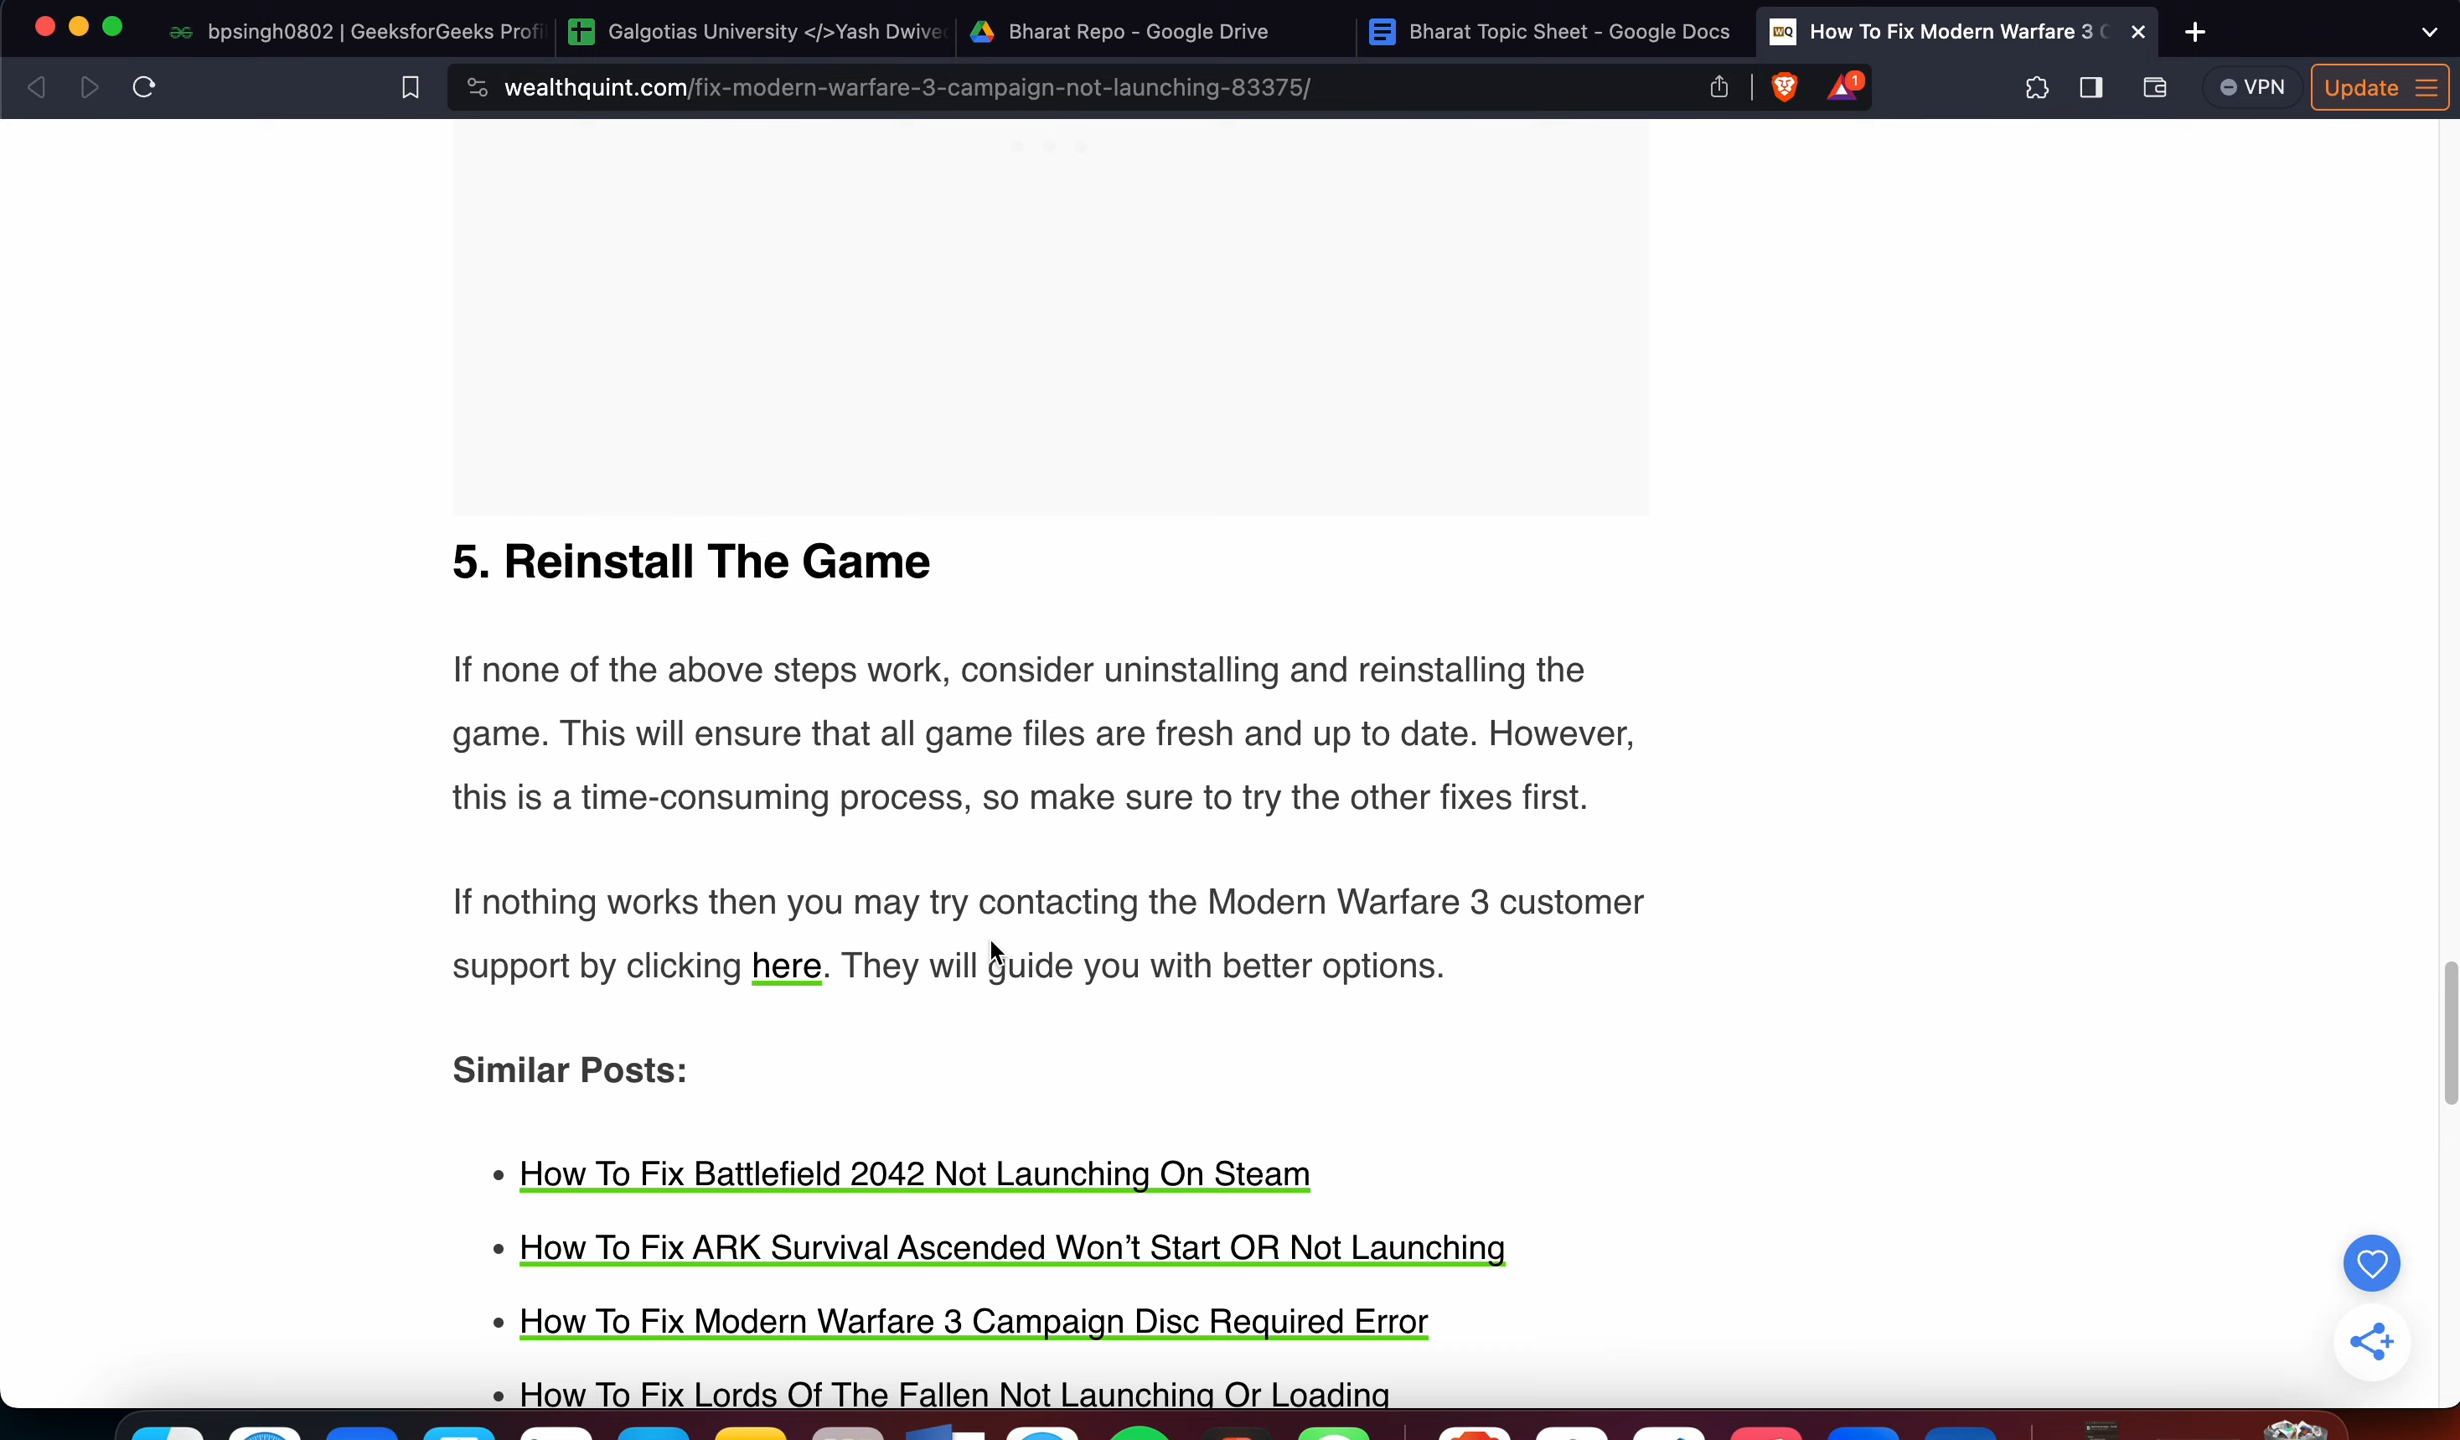 bpsingh0802 | GeeksforGeeks Profi
Galgotias University </>Yash Dwive
Bharat Repo - Google Drive
Bharat Topic Sheet - Google Docs
How To Fix Modern Warfare 3 C
wealthquint.com/fix-modern-warfare-3-campaign-not-launching-83375/
1
VPN
Update
5. Reinstall The Game
If none of the above steps work, consider uninstalling and reinstalling the
game. This will ensure that all game files are fresh and up to date. However,
this is a time-consuming process, so make sure to try the other fixes first.
If nothing works then you may try contacting the Modern Warfare 3 customer
support by clicking here. They will guide you with better options.
Similar Posts:
• How To Fix Battlefield 2042 Not Launching On Steam
• How To Fix ARK Survival Ascended Won’t Start OR Not Launching
• How To Fix Modern Warfare 3 Campaign Disc Required Error
• How To Fix Lords Of The Fallen Not Launching Or Loading